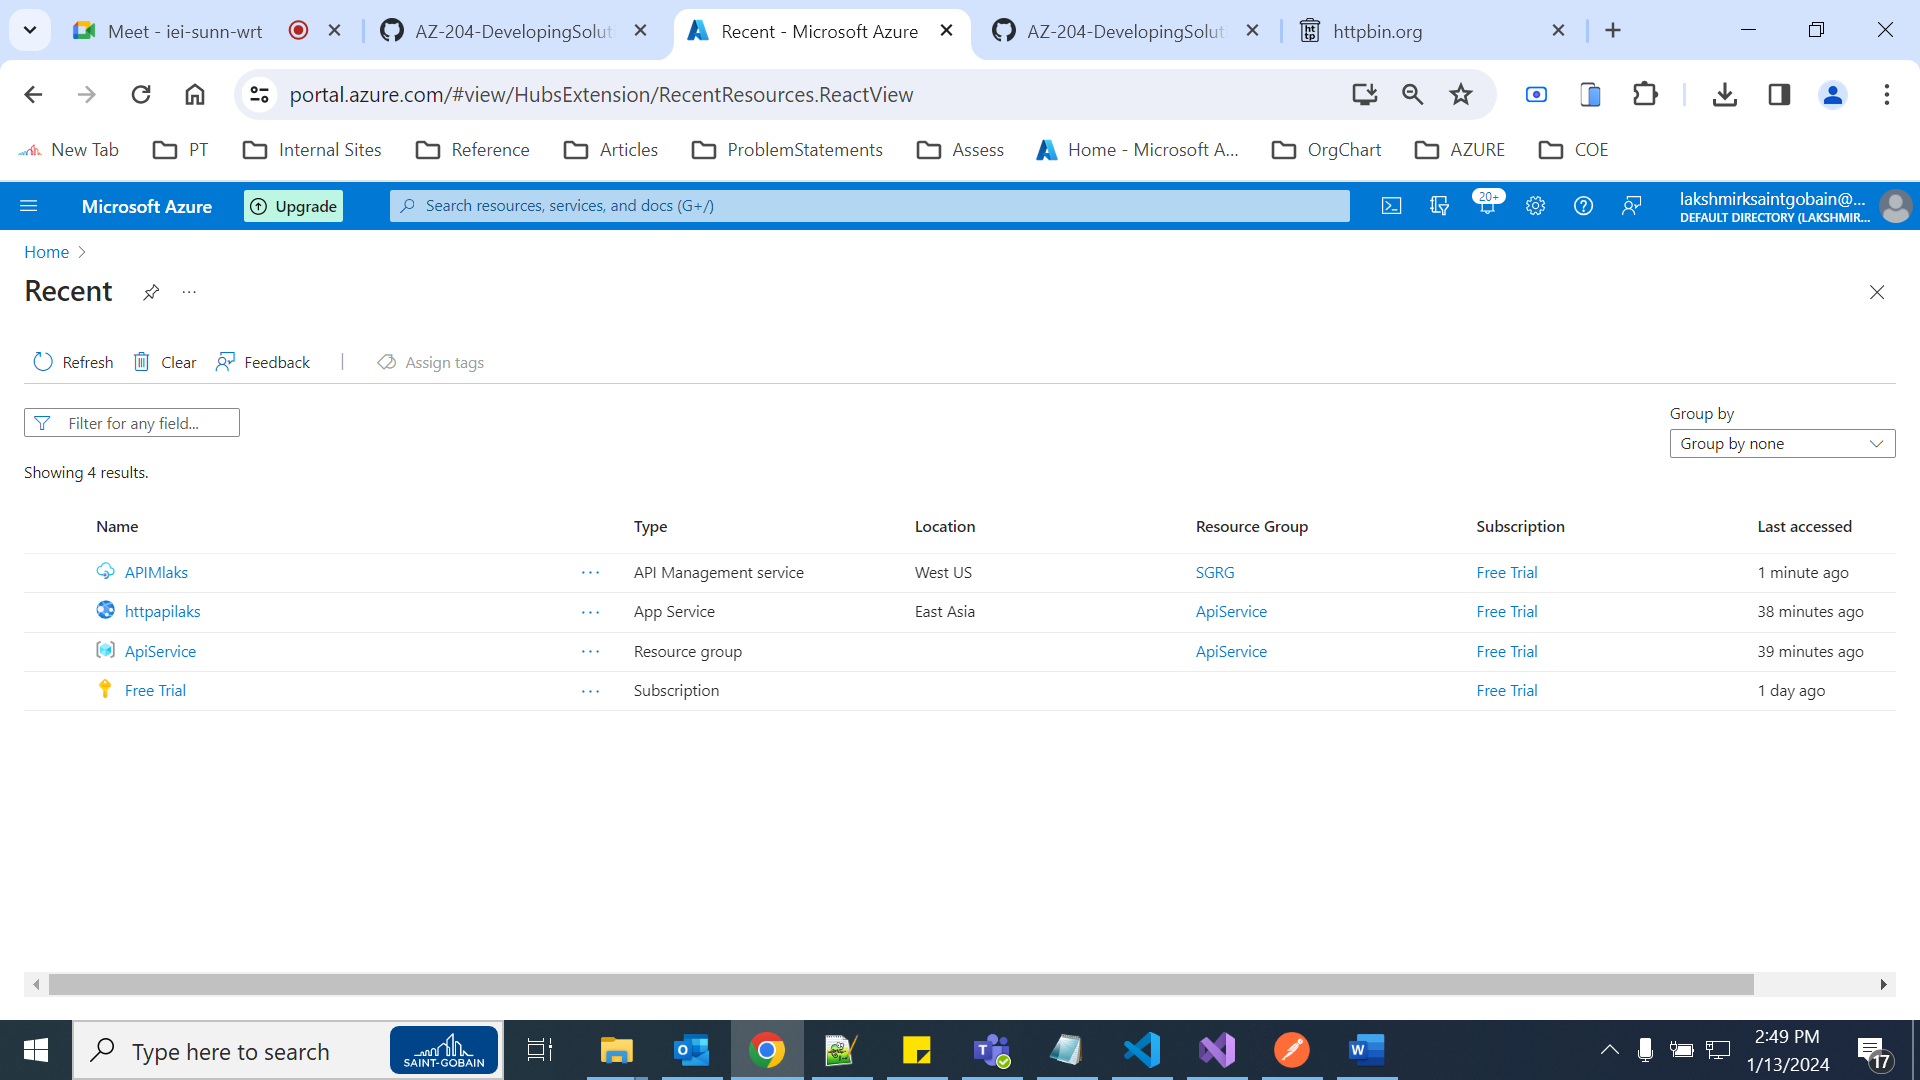 Meet - iei-sunn-wrt
AZ-204-DevelopingSolut
Recent - Microsoft Azure
AZ-204-DevelopingSolut
httpbin.org
portal.azure.com/#view/HubsExtension/RecentResources.ReactView
New Tab
PT
Internal Sites
Reference
Articles
ProblemStatements
Assess
Home - Microsoft A...
OrgChart
AZURE
COE
Microsoft Azure
Upgrade
Search resources, services, and docs (G+/)
20+
lakshmirksaintgobain@...
DEFAULT DIRECTORY (LAKSHMIR...
Home
Recent
Refresh
Clear
Feedback
Assign tags
Filter for any field...
Group by
Group by none
Showing 4 results.
Name Type Location Resource Group Subscription Last accessed
APIMlaks API Management service West US SGRG Free Trial 1 minute ago
httpapilaks App Service East Asia ApiService Free Trial 38 minutes ago
ApiService Resource group ApiService Free Trial 39 minutes ago
Free Trial Subscription Free Trial 1 day ago
Type here to search
SAINT-GOBAIN
2:49 PM
1/13/2024
17